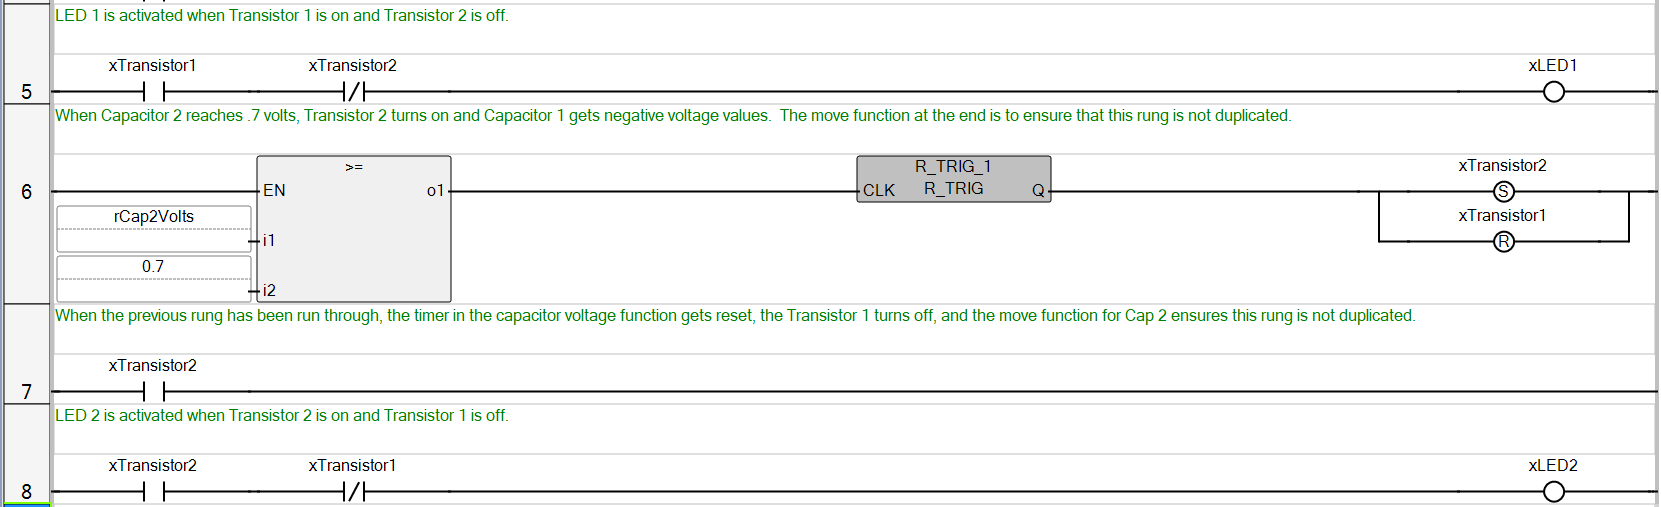 LED 1 is activated when Transistor 1 is on and Transistor 2 is off.
xTransistor1 xTransistor2 xLED1
5
When Capacitor 2 reaches .7 volts, Transistor 2 turns on and Capacitor 1 gets negative voltage values.  The move function at the end is to ensure that this rung is not duplicated.
>= R_TRIG_1 xTransistor2
6 EN o1 CLK R_TRIG Q S
rCap2Volts xTransistor1
i1 R
0.7
i2
When the previous rung has been run through, the timer in the capacitor voltage function gets reset, the Transistor 1 turns off, and the move function for Cap 2 ensures this rung is not duplicated.
xTransistor2
7
LED 2 is activated when Transistor 2 is on and Transistor 1 is off.
xTransistor2 xTransistor1 xLED2
8